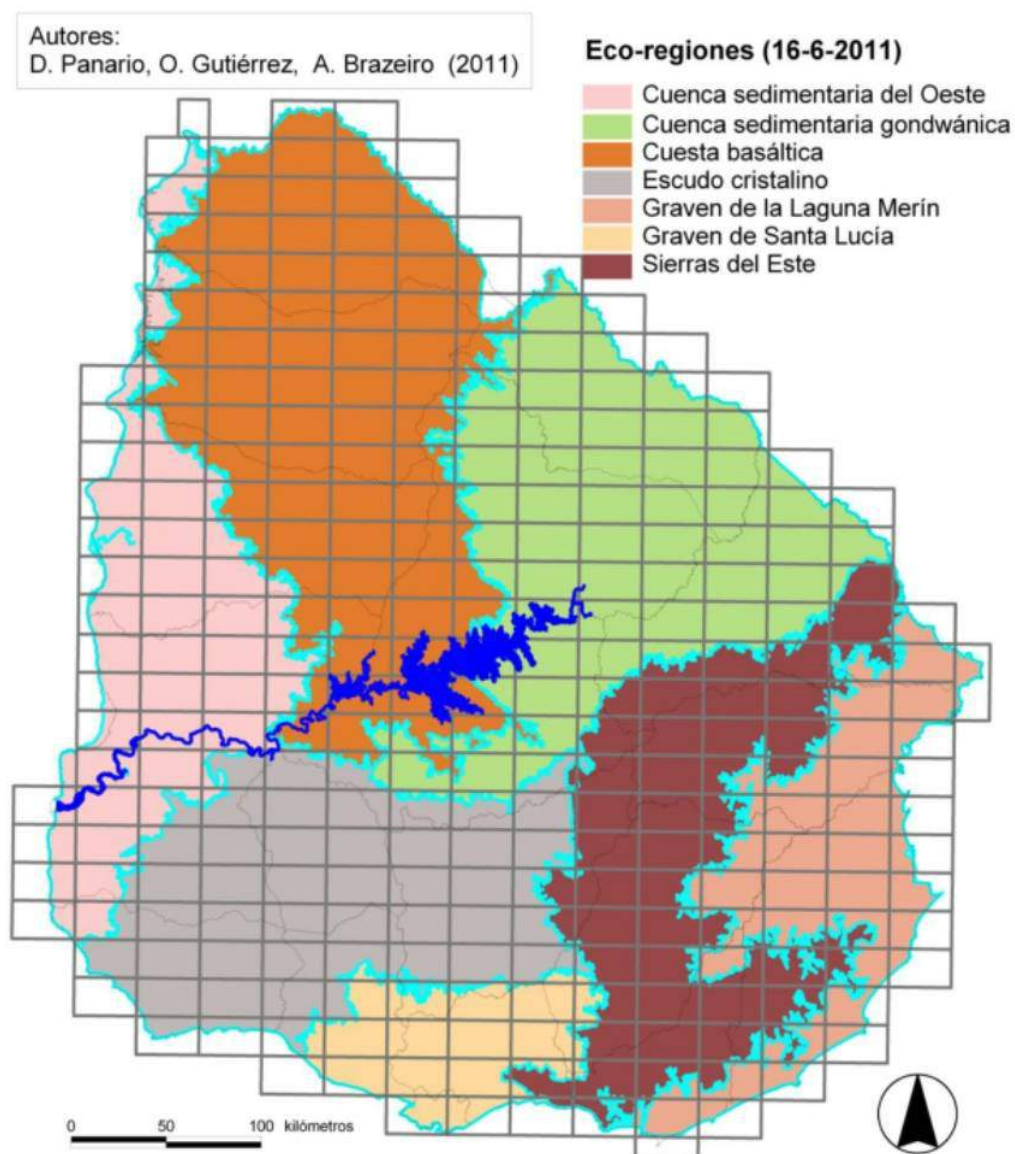 Autores:
D. Panario, O. Gutiérrez, A. Brazeiro (2011)
Eco-regiones (16-6-2011)
Cuenca sedimentaria del Oeste
Cuenca sedimentaria gondwánica
Cuesta basáltica
Escudo cristalino
Graven de la Laguna Merín
Graven de Santa Lucía
Sierras del Este
0 50 100 kilómetros